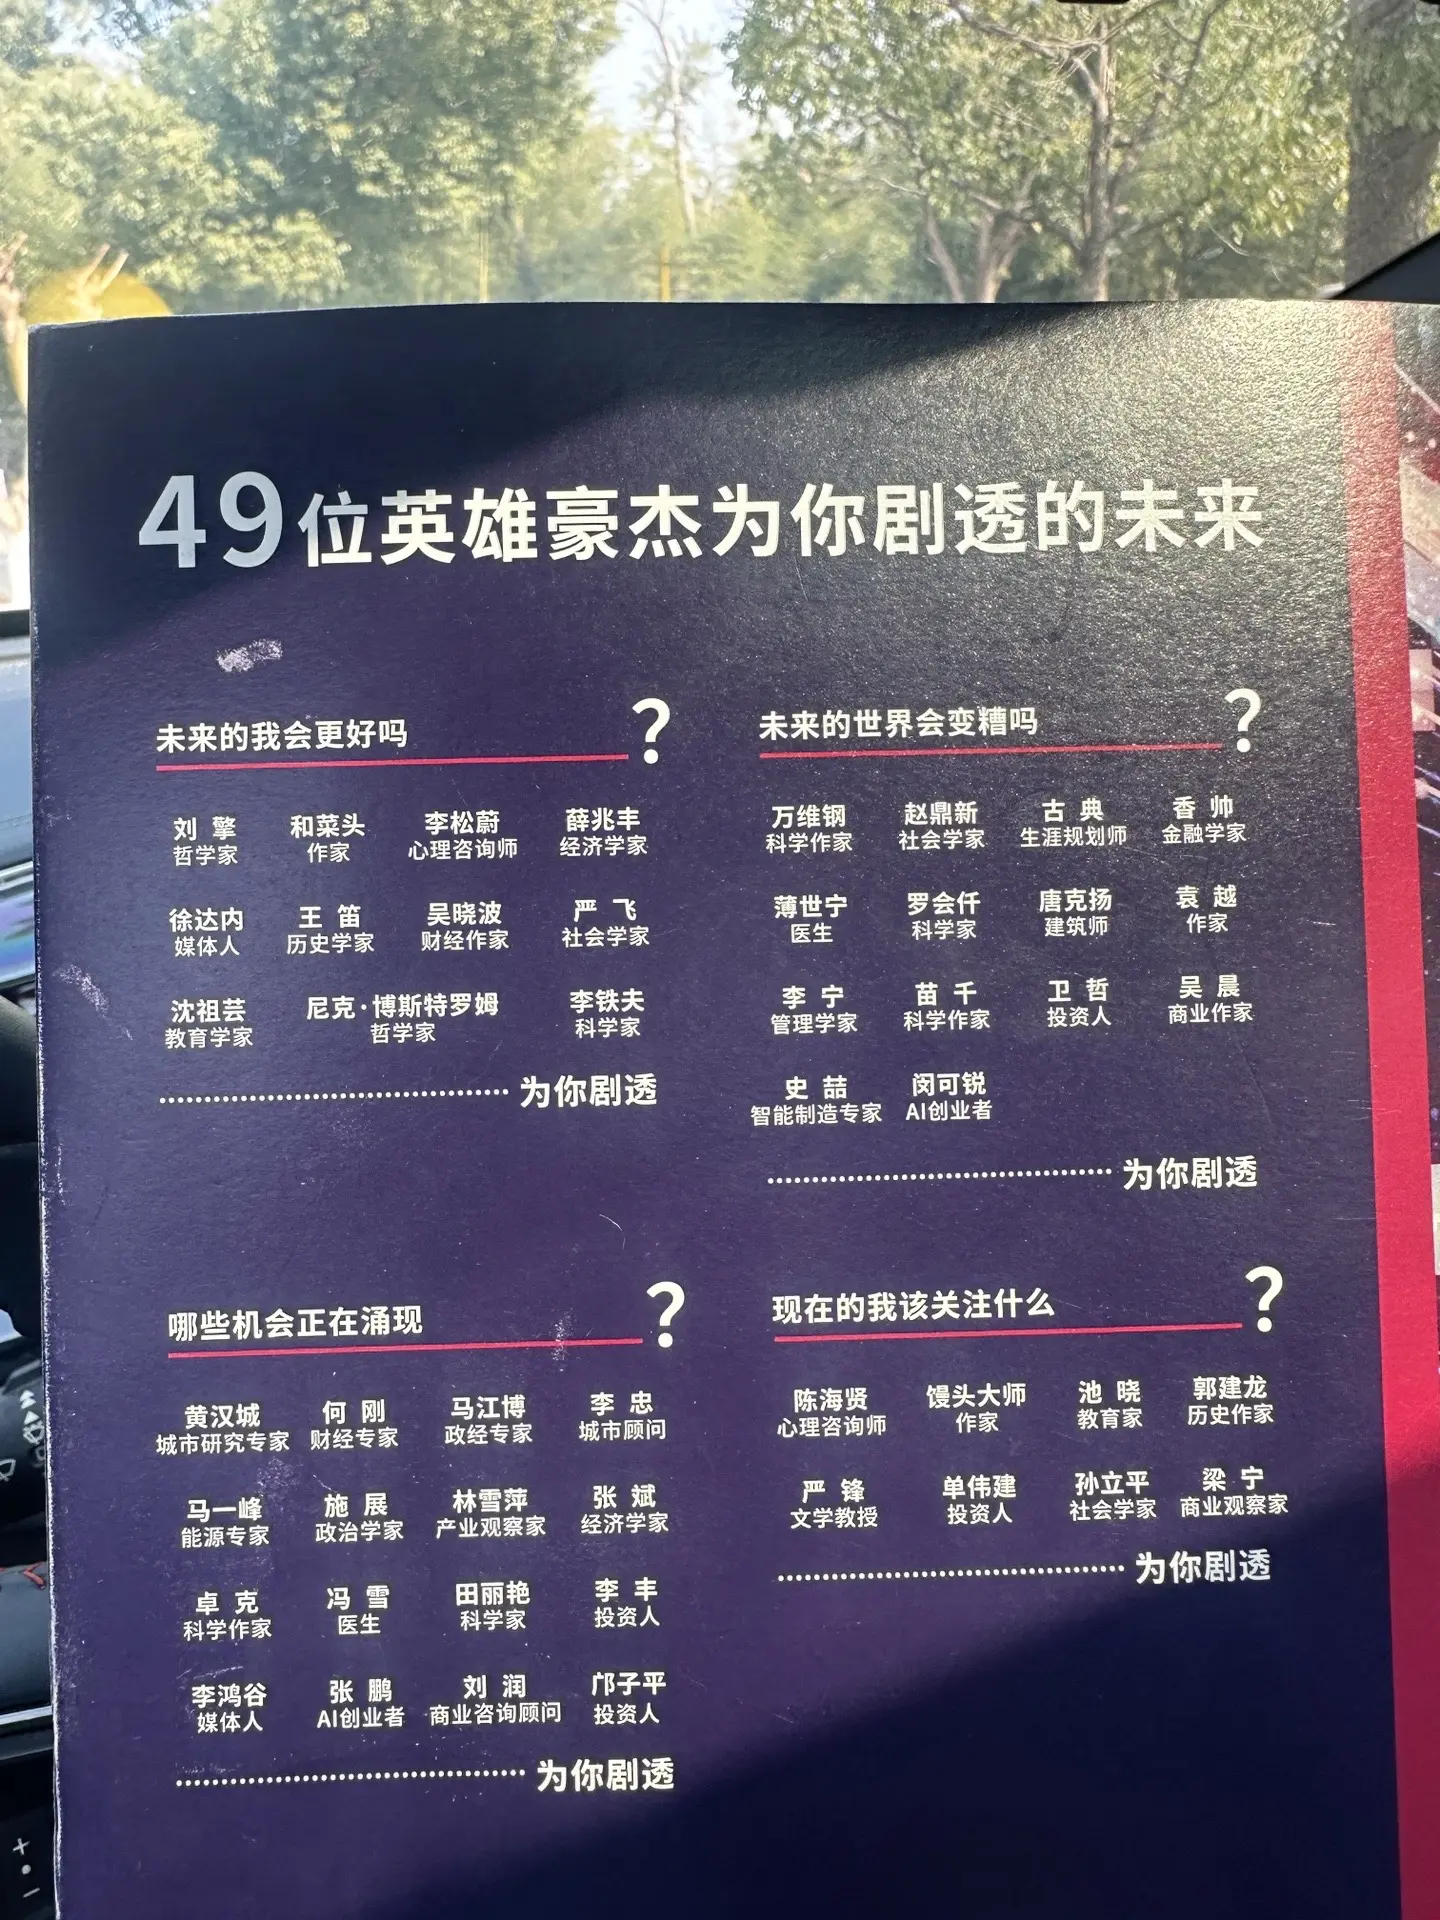 49位英雄豪杰为你剧透的未来
未来的我会更好吗?
刘擎 和菜头 李松蔚 薛兆丰
哲学家 作家 心理咨询师 经济学家
徐达内 王笛 吴晓波 严飞
媒体人 历史学家 财经作家 社会学家
沈祖芸 尼克·博斯特罗姆 李铁夫
教育学家 哲学家 科学家
为你剧透
未来的世界会变糟吗?
万维钢 赵鼎新 古典 香帅
科学作家 社会学家 生涯规划师 金融学家
薄世宁 罗会仟 唐克扬 袁越
医生 科学家 建筑师 作家
李宁 苗千 卫哲 吴晨
管理学家 科学作家 投资人 商业作家
史喆 闵可锐
智能制造专家 AI创业者
为你剧透
哪些机会正在涌现?
黄汉城 何刚 马江博 李忠
城市研究专家 财经专家 政经专家 城市顾问
马一峰 施展 林雪萍 张斌
能源专家 政治学家 产业观察家 经济学家
卓克 冯雪 田丽艳 李丰
科学作家 医生 科学家 投资人
李鸿谷 张鹏 刘润 邝子平
媒体人 AI创业者 商业咨询顾问 投资人
为你剧透
现在的我该关注什么?
陈海贤 馒头大师 池晓 郭建龙
心理咨询师 作家 教育家 历史作家
严锋 单伟建 孙立平 梁宁
文学教授 投资人 社会学家 商业观察家
为你剧透